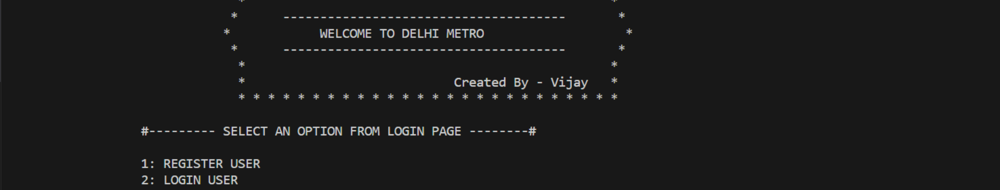 *                                                  *
*      --------------------------------------       *
*            WELCOME TO DELHI METRO                   *
*      --------------------------------------       *
*                                                  *
*                            Created By - Vijay   *
* * * * * * * * * * * * * * * * * * * * * * * * * *
#--------- SELECT AN OPTION FROM LOGIN PAGE --------#
1: REGISTER USER
2: LOGIN USER